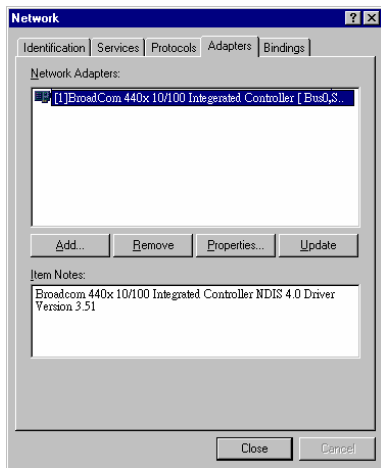 Network
Identification Services Protocols Adapters Bindings
Network Adapters:
[1]BroadCom 440x 10/100 Integerated Controller [ Bus0,S..
Add... Remove Properties... Update
Item Notes:
Broadcom 440x 10/100 Integrated Controller NDIS 4.0 Driver
Version 3.51
Close Cancel